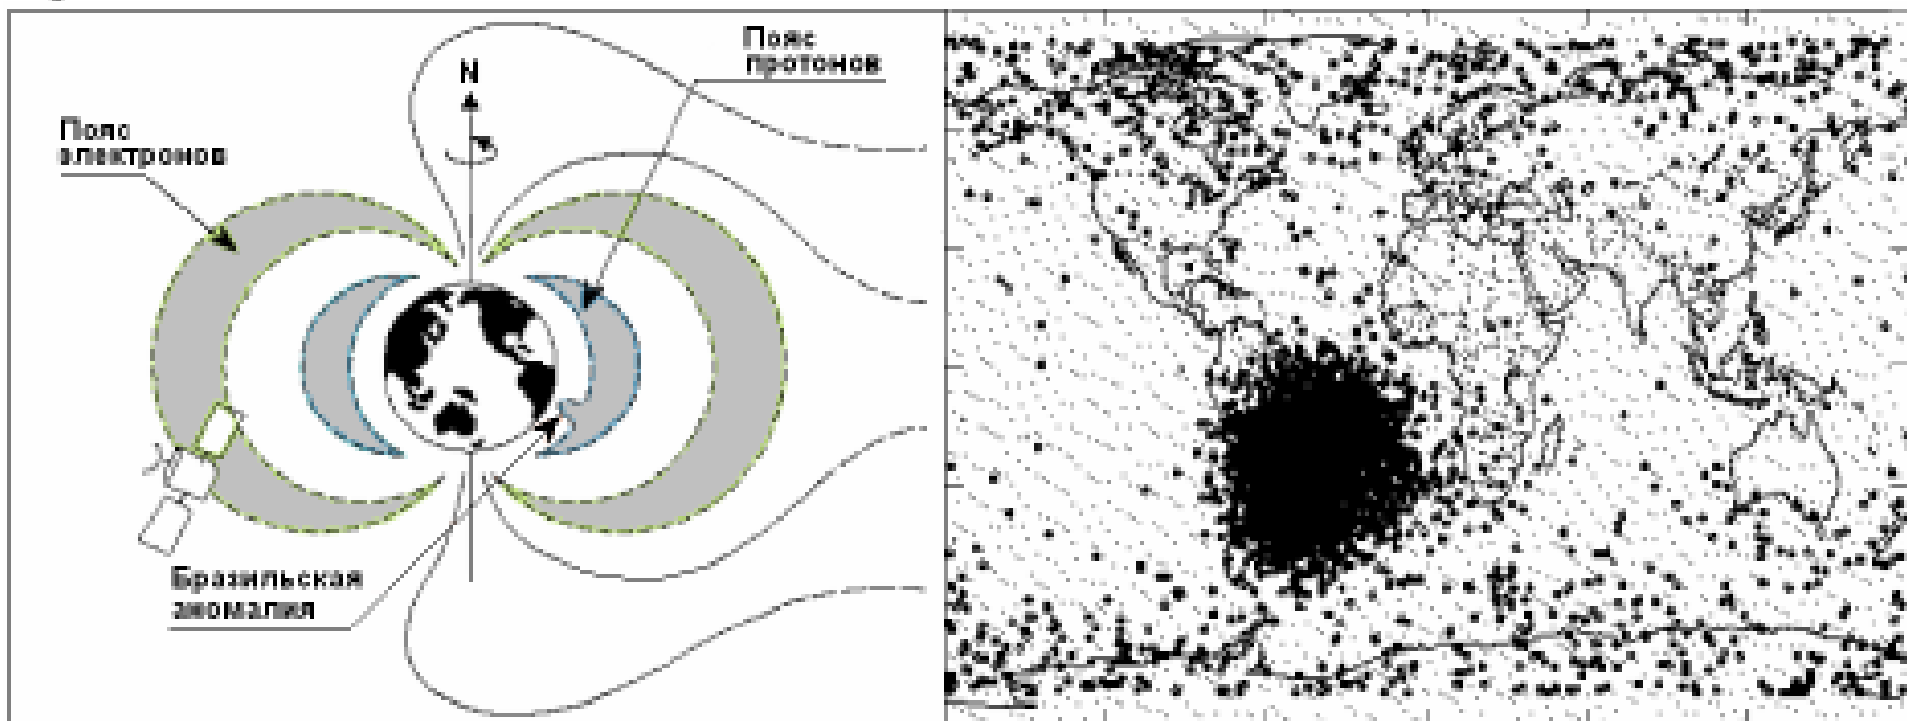 Пояс
протонов
N
Пояс
электронов
Бразильская
аномалия